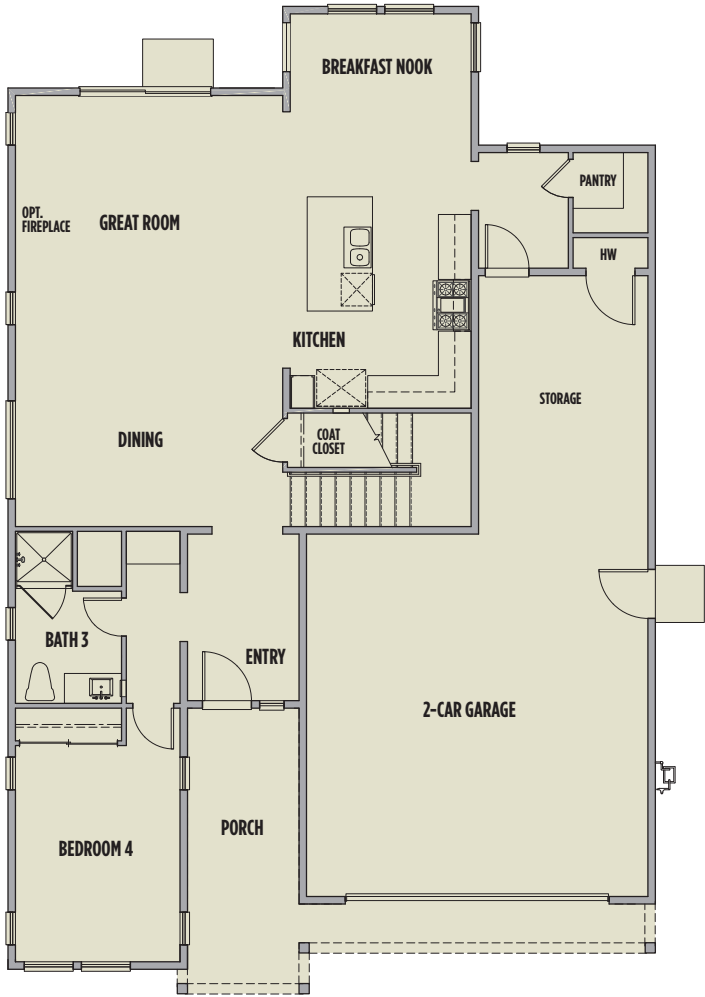 BREAKFAST NOOK
PANTRY
OPT.
FIREPLACE
GREAT ROOM
HW
KITCHEN
STORAGE
DINING
COAT
CLOSET
BATH 3
ENTRY
2-CAR GARAGE
PORCH
BEDROOM 4